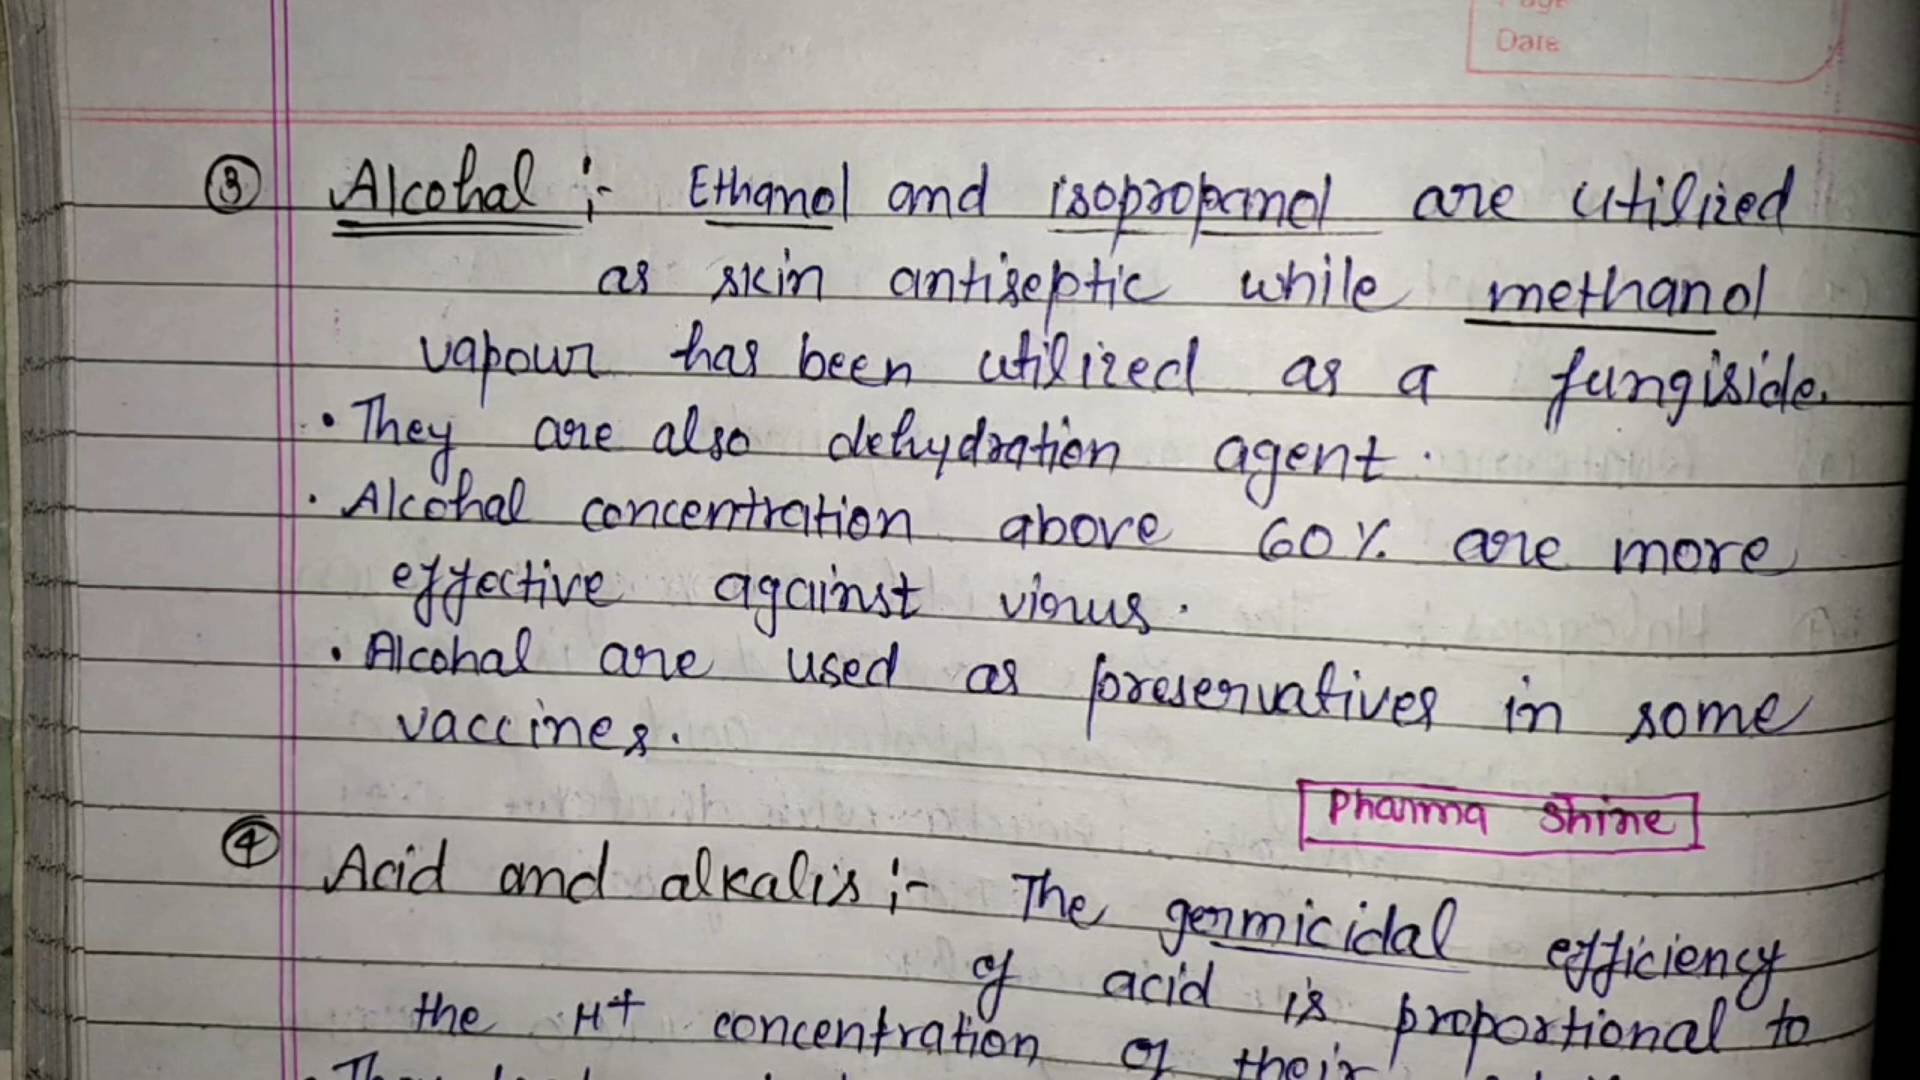 Date
③ Alcohal ;- Ethanol and isopropanol are utilized
as skin antiseptic while methanol
vapour has been utilized as a fungiside.
• They are also dehydration agent.
• Alcohal concentration above 60% are more
effective against virus.
• Alcohal are used as preservatives in some
vaccines.
Pharma Shine
④ Acid and alkalis ;- The germicidal efficiency
of acid is proportional to
the H+ concentration of their